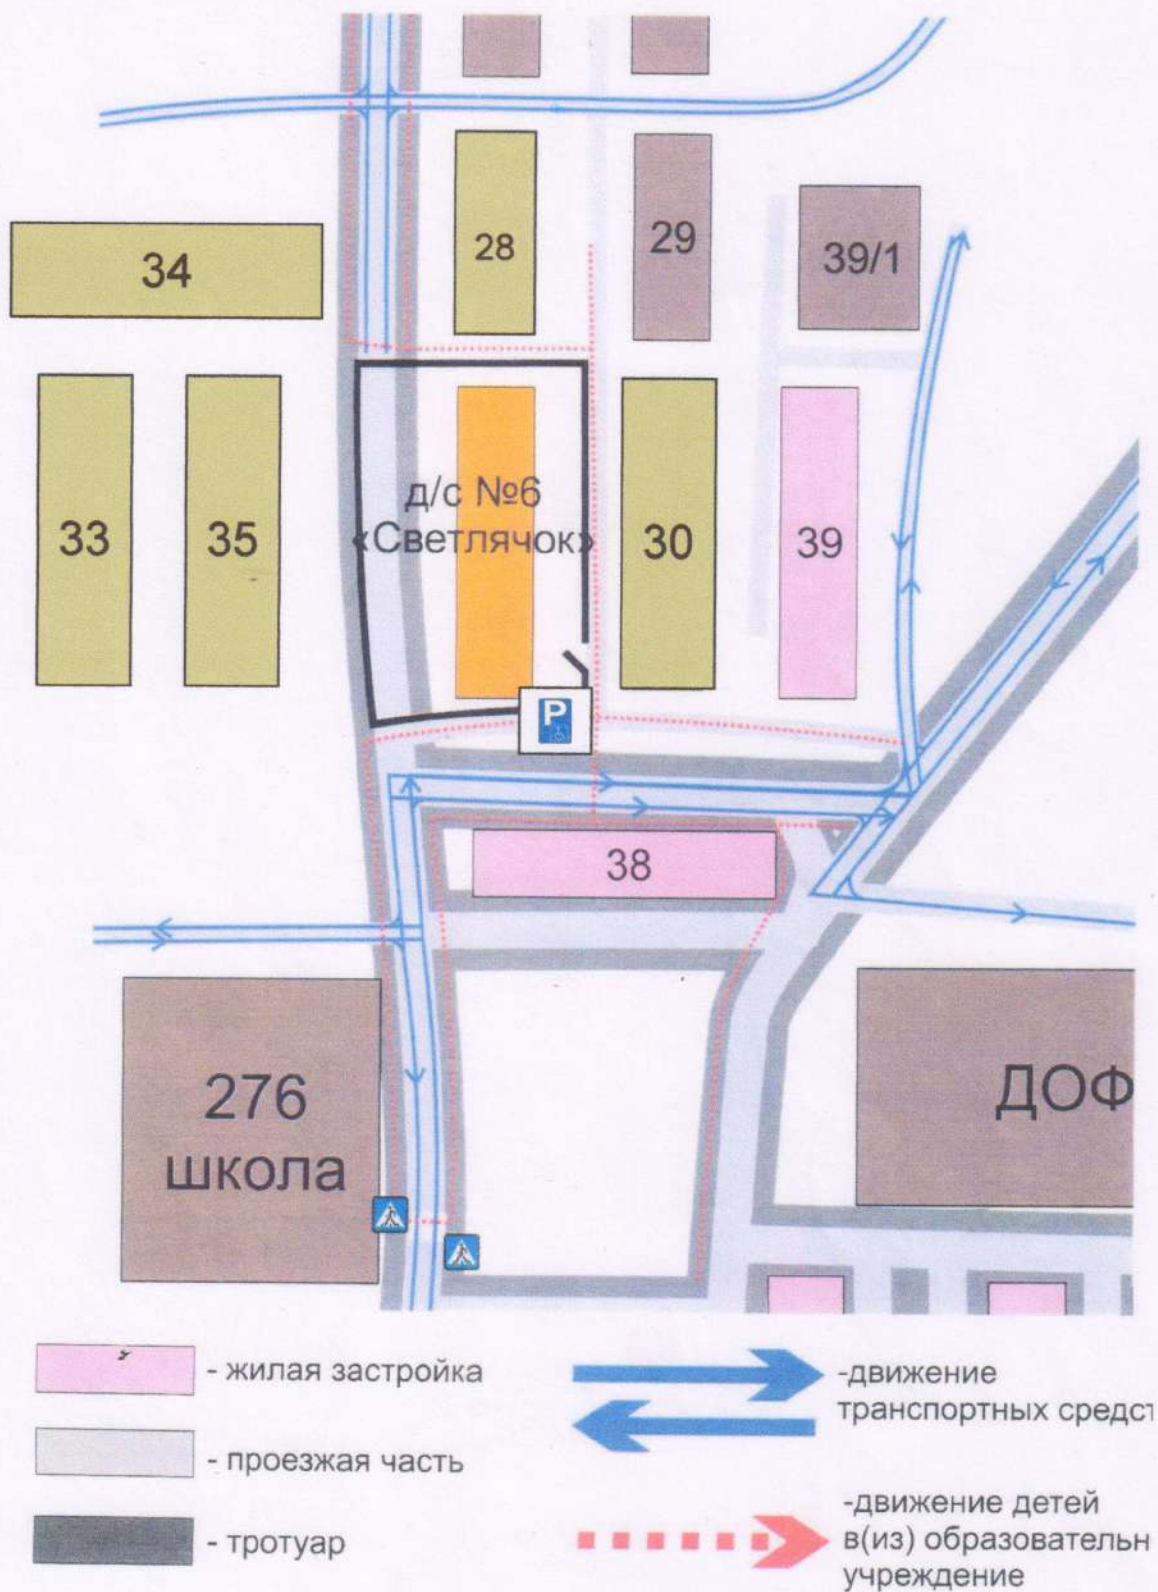 28
29
39/1
34
д/с №6
«Светлячок»
33
35
30
39
P
38
276
школа
ДОФ
- жилая застройка
- проезжая часть
- тротуар
-движение
транспортных средст
-движение детей
в(из) образовательн
учреждение